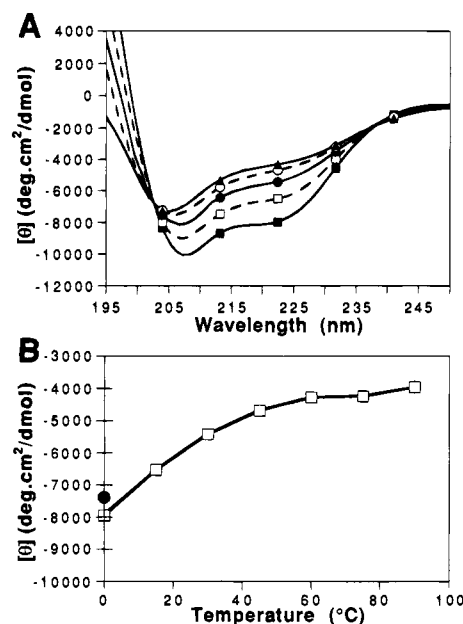 A
4000
2000
0
-2000
-4000
-6000
-8000
-10000
-12000
[θ] (deg.cm²/dmol)
195 205 215 225 235 245
Wavelength (nm)
B
-3000
-4000
-5000
-6000
-7000
-8000
-9000
-10000
[θ] (deg.cm²/dmol)
0 20 40 60 80 100
Temperature (°C)